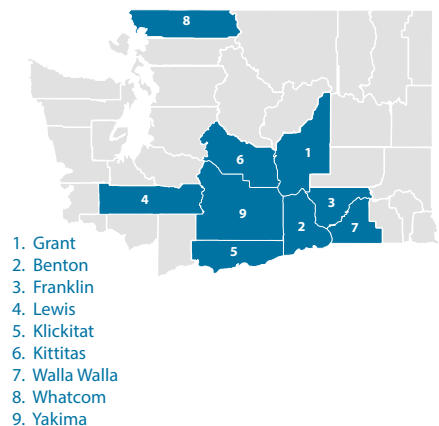 8
1
6
4
3
9
2
7
5
1. Grant
2. Benton
3. Franklin
4. Lewis
5. Klickitat
6. Kittitas
7. Walla Walla
8. Whatcom
9. Yakima